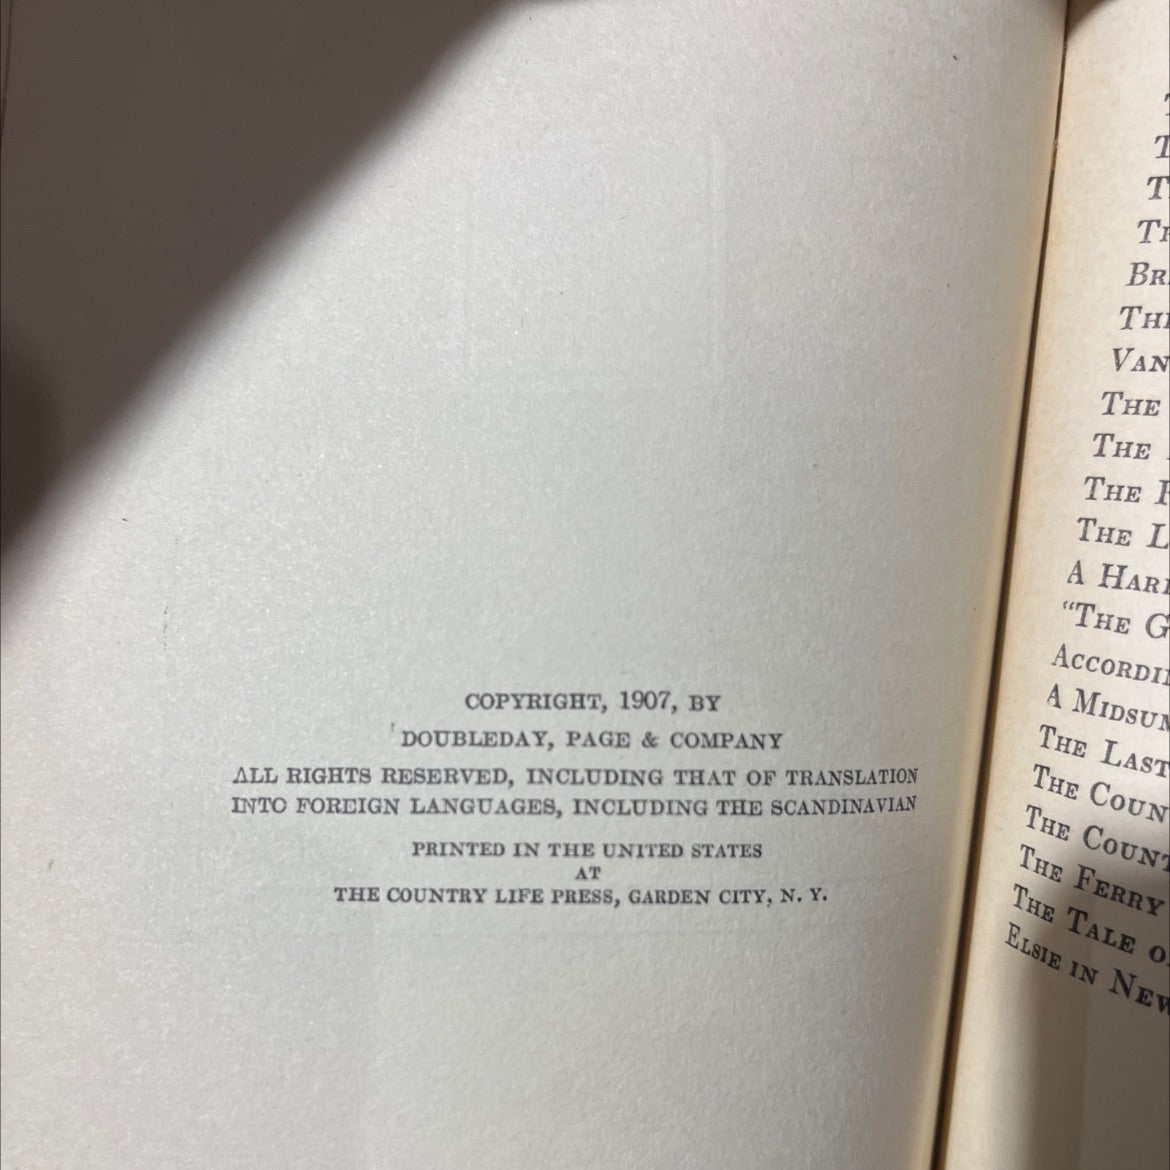 COPYRIGHT, 1907, BY
DOUBLEDAY, PAGE & COMPANY
ALL RIGHTS RESERVED, INCLUDING THAT OF TRANSLATION
INTO FOREIGN LANGUAGES, INCLUDING THE SCANDINAVIAN
PRINTED IN THE UNITED STATES
AT
THE COUNTRY LIFE PRESS, GARDEN CITY, N. Y.
THE
THE
THE
THE L
A
"THE G
A
THE LAST
THE
THE
THE FERRY
THE TALE
ELSIE IN NEW